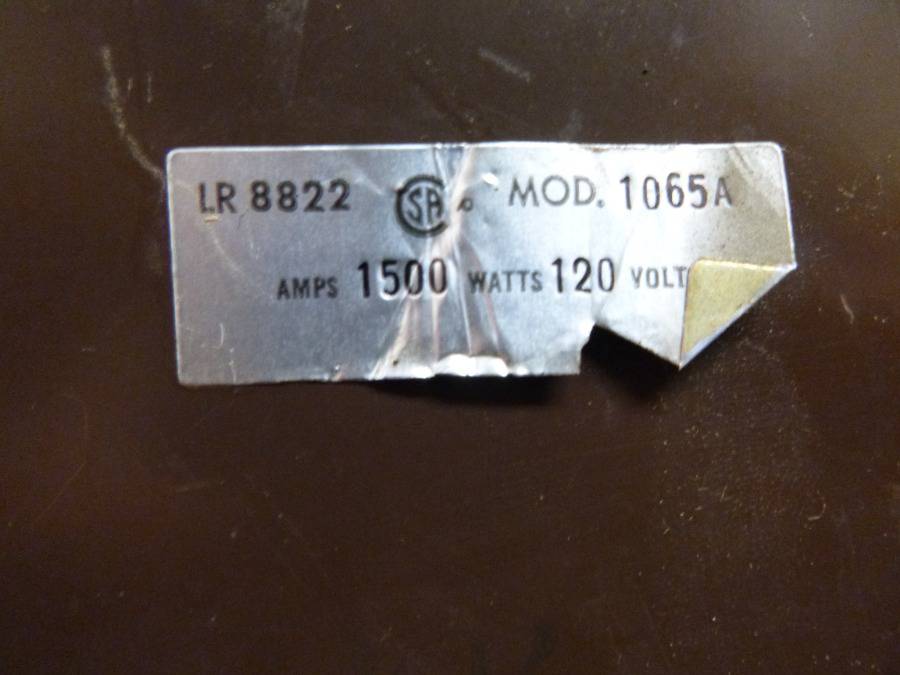 LR 8822 CSA ® MOD. 1065A
AMPS 1500 WATTS 120 VOLT